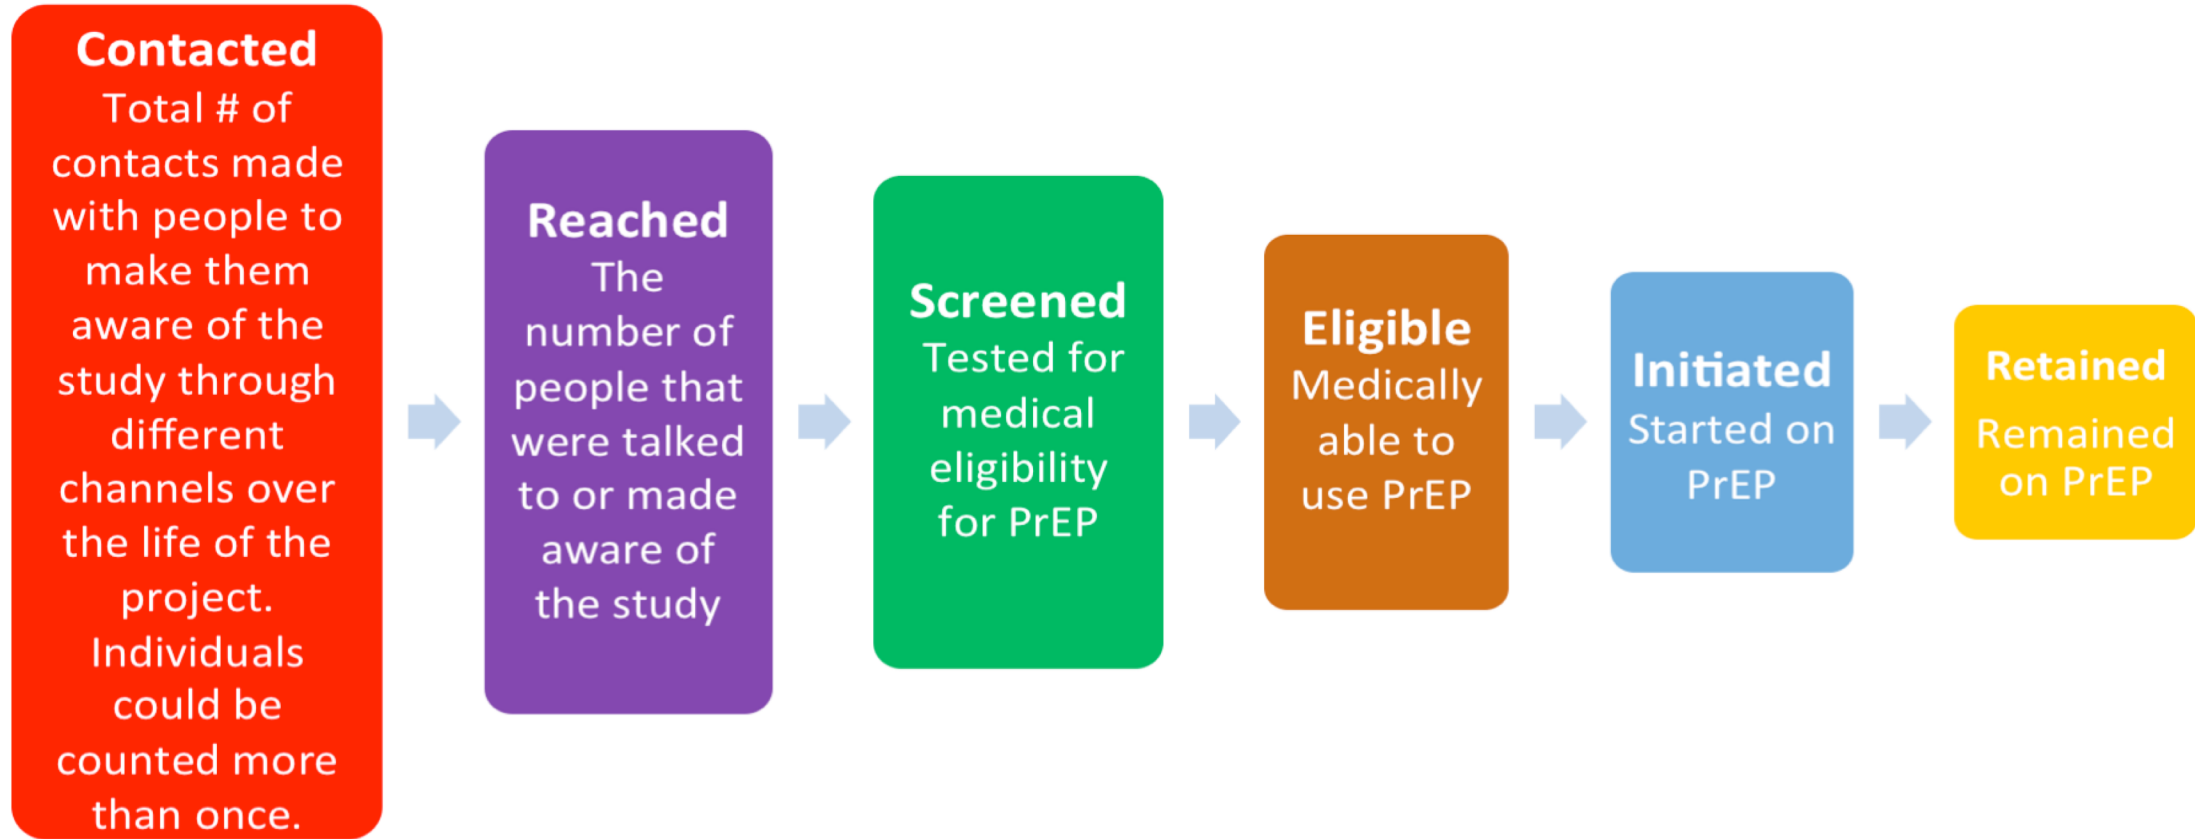 Contacted
Total # of
contacts made
with people to
make them
aware of the
study through
different
channels over
the life of the
project.
Individuals
could be
counted more
than once.
Reached
The
number of
people that
were talked
to or made
aware of
the study
Screened
Tested for
medical
eligibility
for PrEP
Eligible
Medically
able to
use PrEP
Initiated
Started on
PrEP
Retained
Remained
on PrEP